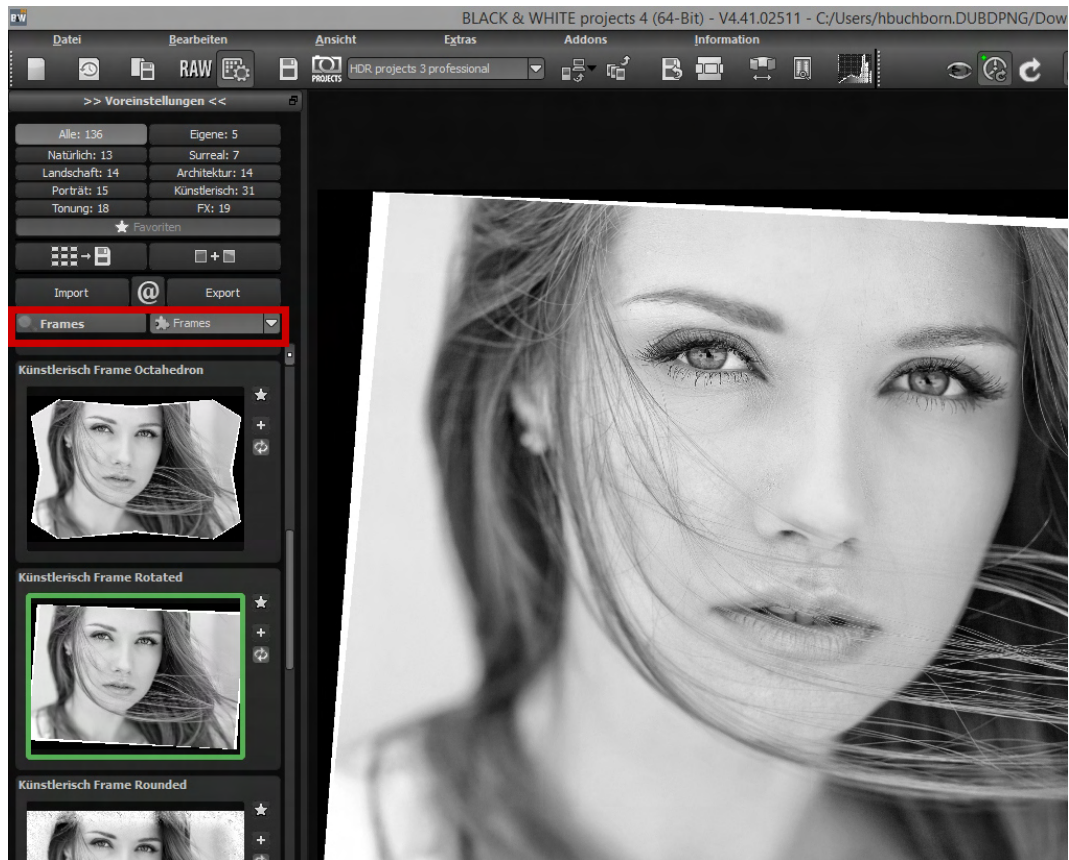 BW BLACK & WHITE projects 4 (64-Bit) - V4.41.02511 - C:/Users/hbuchborn.DUBDPNG/Dow
Datei Bearbeiten Ansicht Extras Addons Information
RAW PROJECTS HDR projects 3 professional
>> Voreinstellungen <<
Alle: 136 Eigene: 5
Natürlich: 13 Surreal: 7
Landschaft: 14 Architektur: 14
Porträt: 15 Künstlerisch: 31
Tonung: 18 FX: 19
Favoriten
Import @ Export
Frames Frames
Künstlerisch Frame Octahedron
Künstlerisch Frame Rotated
Künstlerisch Frame Rounded